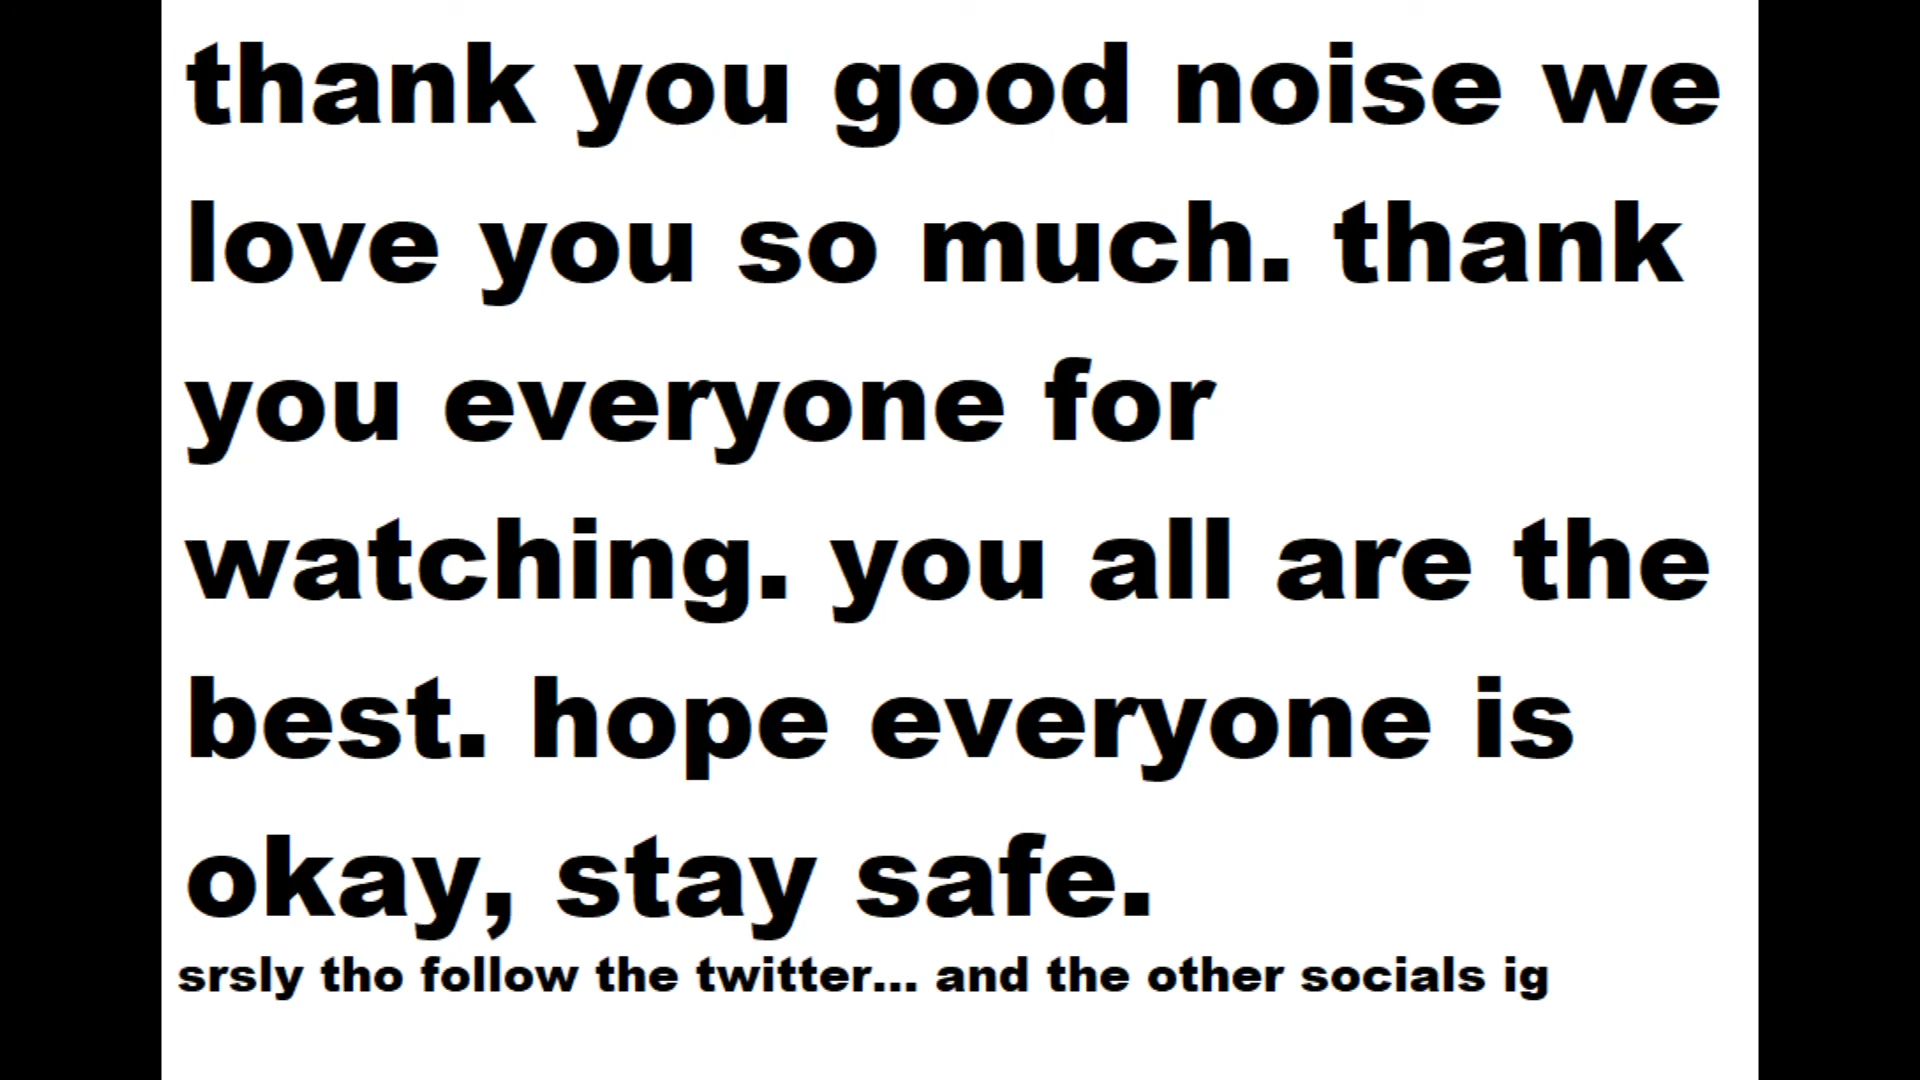 thank you good noise we
love you so much. thank
you everyone for
watching. you all are the
best. hope everyone is
okay, stay safe.
srsly tho follow the twitter... and the other socials ig